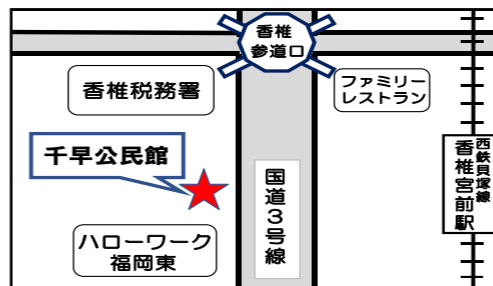 香椎
参道口
香椎税務署
ファミリー
レストラン
千早公民館
国道3号線
西鉄貝塚線
香椎宮前駅
ハローワーク
福岡東